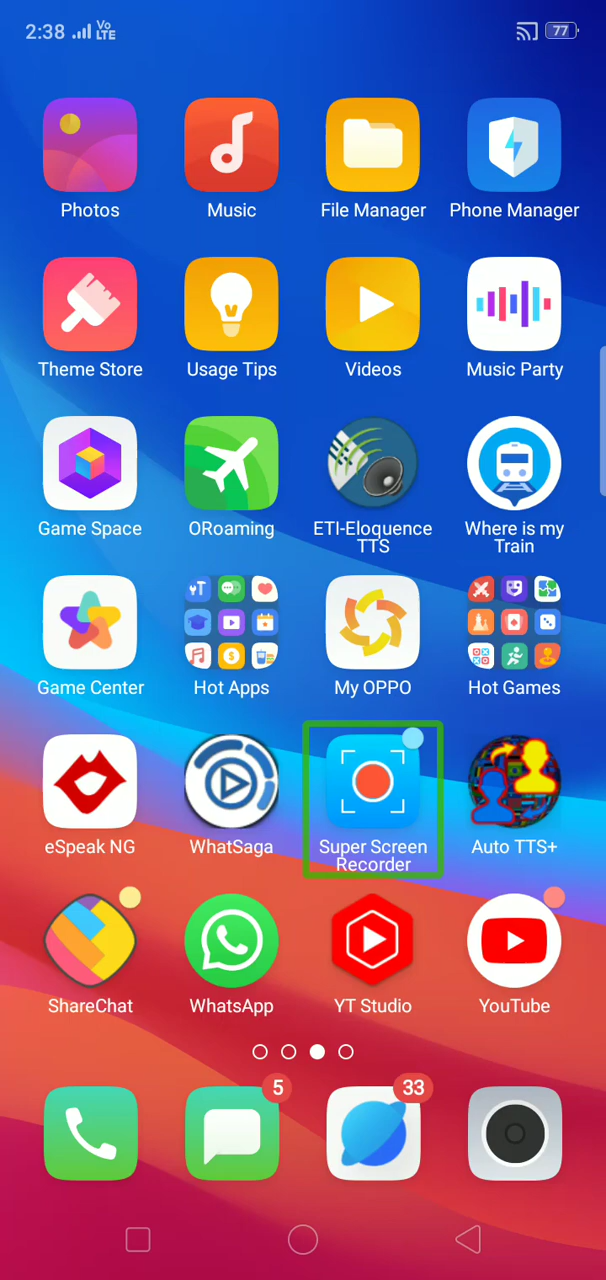 2:38 Vo LTE 77
Photos Music File Manager Phone Manager
Theme Store Usage Tips Videos Music Party
Game Space ORoaming ETI-Eloquence TTS Where is my Train
Game Center Hot Apps My OPPO Hot Games
eSpeak NG WhatSaga Super Screen Recorder Auto TTS+
ShareChat WhatsApp YT Studio YouTube
5 33